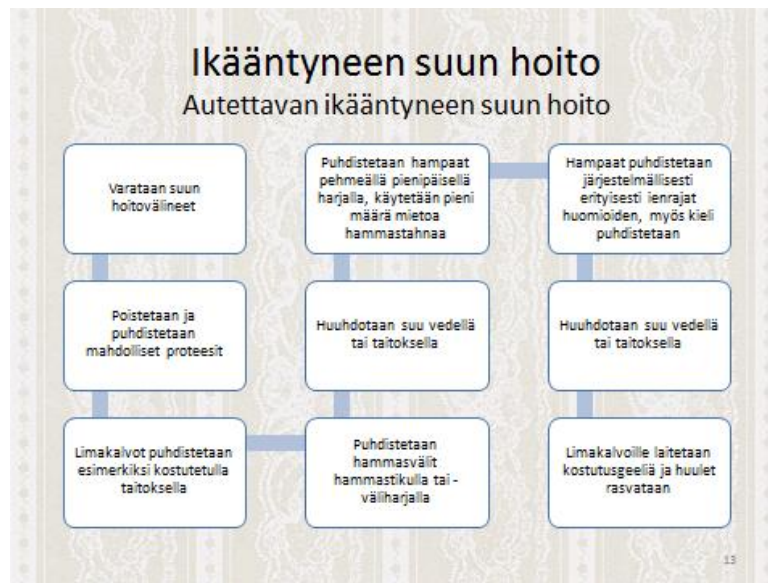 Ikääntyneen suun hoito
Autettavan ikääntyneen suun hoito
Varataan suun
hoitovälineet
Poistetaan ja
puhdistetaan
mahdolliset proteesit
Limakalvot puhdistetaan
esimerkiksi kostutetulla
taitoksella
Puhdistetaan
hammasvälit
hammastikulla tai -
väliharjalla
Huuhdotaan suu vedellä
tai taitoksella
Puhdistetaan hampaat
pehmeällä pienipäisellä
harjalla, käytetään pieni
määrä mietoa
hammastahnaa
Hampaat puhdistetaan
järjestelmällisesti
erityisesti ienrajat
huomioiden, myös kieli
puhdistetaan
Huuhdotaan suu vedellä
tai taitoksella
Limakalvoille laitetaan
kostutusgeeliä ja huulet
rasvataan
13